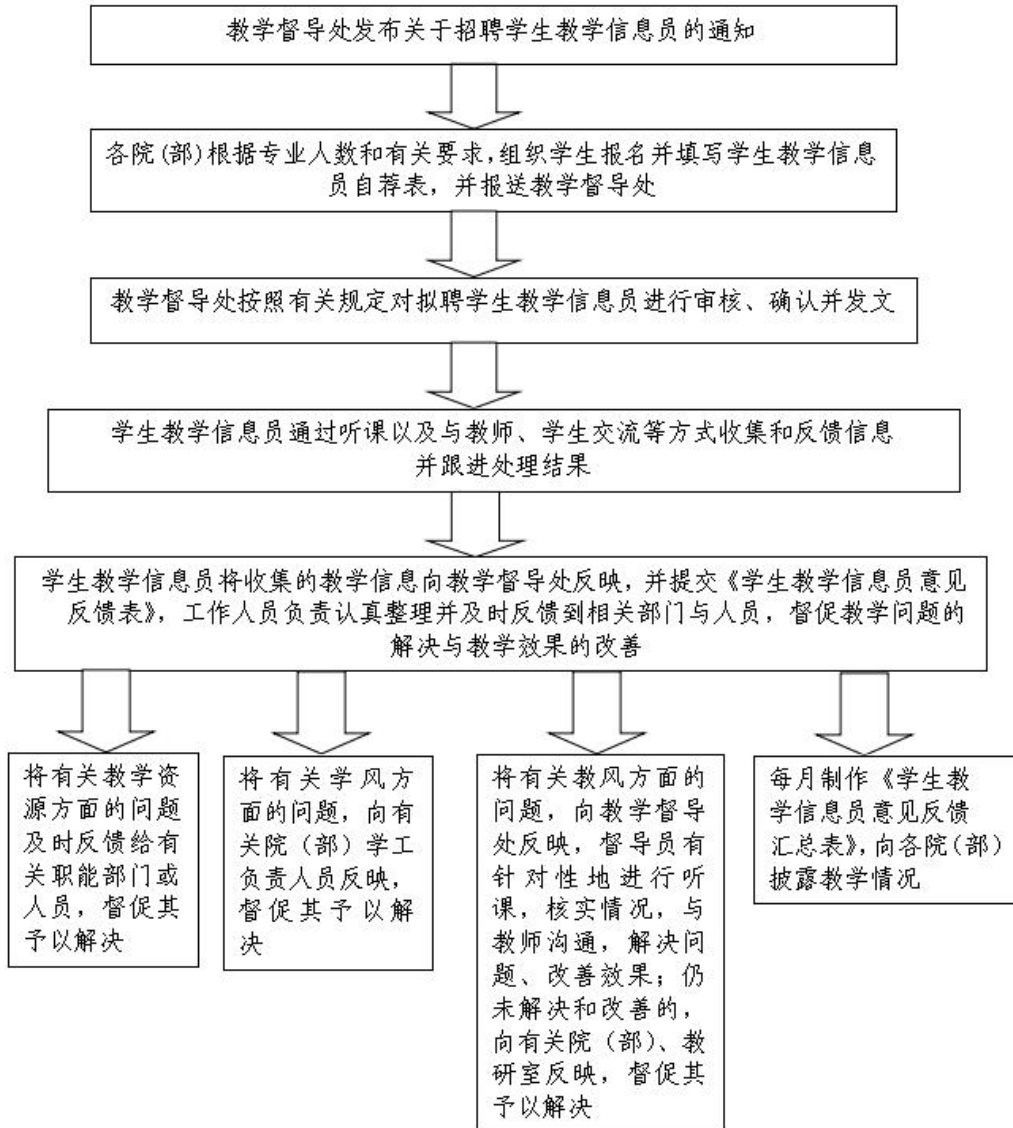 教学督导处发布关于招聘学生教学信息员的通知
各院(部)根据专业人数和有关要求,组织学生报名并填写学生教学信息
员自荐表，并报送教学督导处
教学督导处按照有关规定对拟聘学生教学信息员进行审核、确认并发文
学生教学信息员通过听课以及与教师、学生交流等方式收集和反馈信息
并跟进处理结果
学生教学信息员将收集的教学信息向教学督导处反映，并提交《学生教学信息员意见
反馈表》，工作人员负责认真整理并及时反馈到相关部门与人员，督促教学问题的
解决与教学效果的改善
将有关教学资
源方面的问题
及时反馈给有
关职能部门或
人员，督促其
予以解决
将有关学风方
面的问题，向有
关院（部）学工
负责人员反映，
督促其予以解
决
将有关教风方面的
问题，向教学督导
处反映，督导员有
针对性地进行听
课，核实情况，与
教师沟通，解决问
题、改善效果；仍
未解决和改善的，
向有关院（部）、教
研室反映，督促其
予以解决
每月制作《学生教
学信息员意见反馈
汇总表》,向各院(部)
披露教学情况